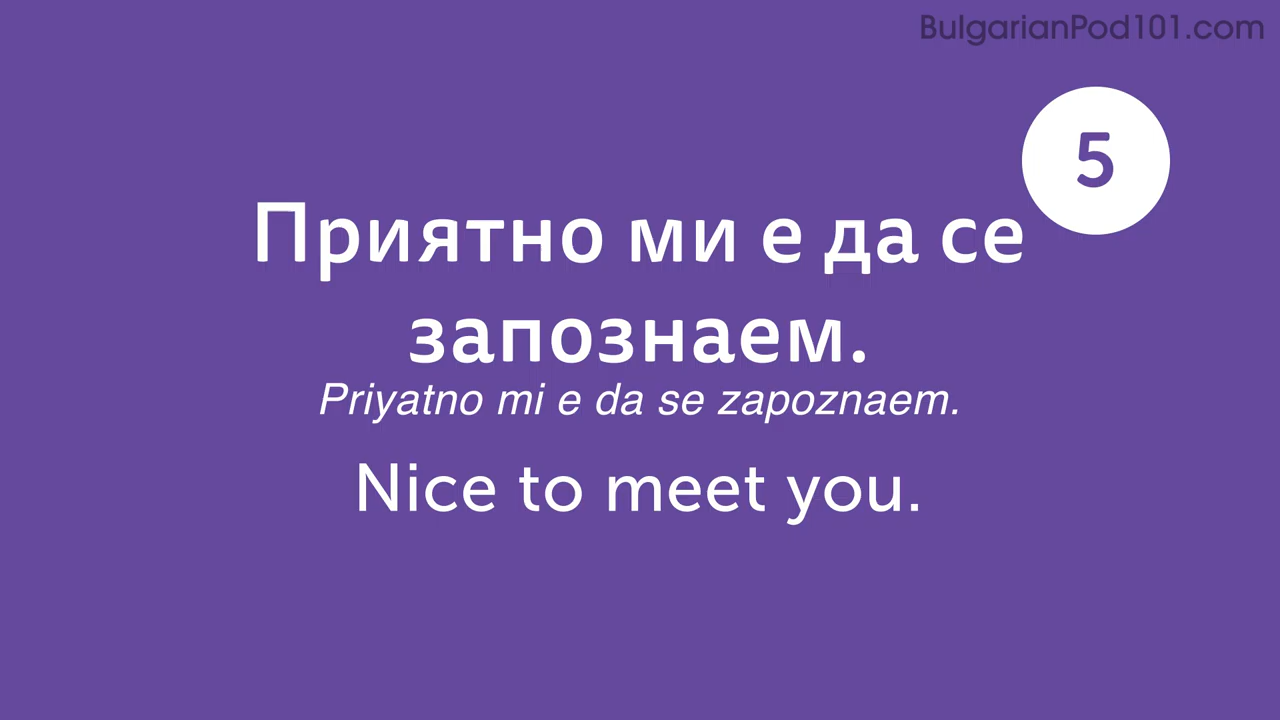 BulgarianPod101.com
5
Приятно ми е да се
запознаем.
Priyatno mi e da se zapoznaem.
Nice to meet you.